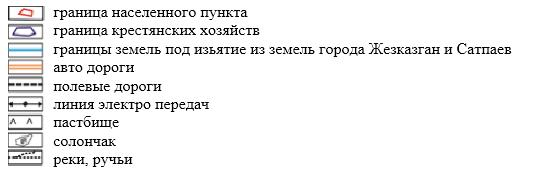 граница населенного пункта
граница крестянских хозяйств
границы земель под изьятие из земель города Жезказган и Сатпаев
авто дороги
полевые дороги
линия электро передач
пастбище
солончак
реки, ручьи